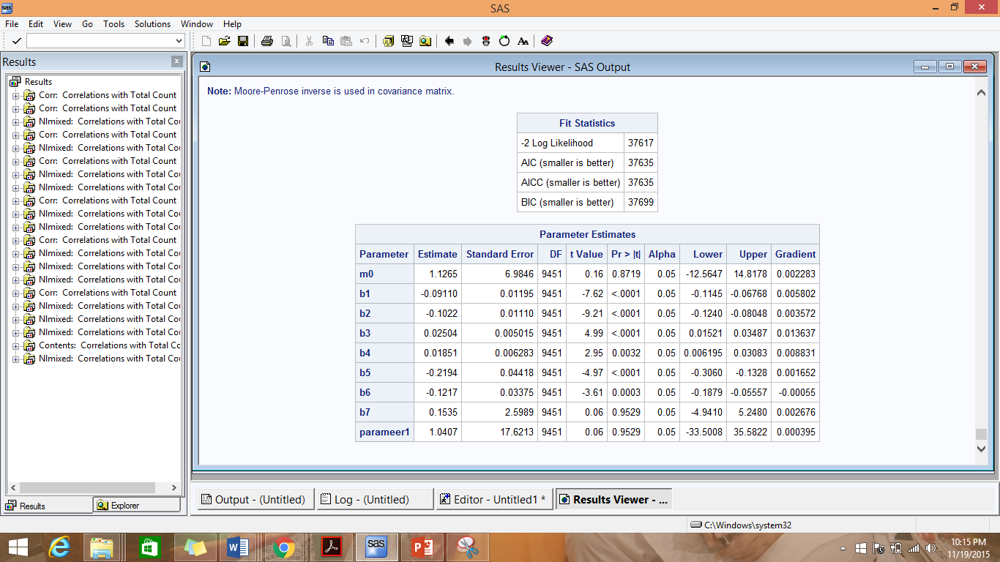 SAS
File Edit View Go Tools Solutions Window Help
Results
Results Viewer - SAS Output
Results
Corr: Correlations with Total Count
Corr: Correlations with Total Count
Nlmixed: Correlations with Total Cou
Corr: Correlations with Total Count
Nlmixed: Correlations with Total Cou
Corr: Correlations with Total Count
Nlmixed: Correlations with Total Cou
Nlmixed: Correlations with Total Cou
Corr: Correlations with Total Count
Nlmixed: Correlations with Total Cou
Nlmixed: Correlations with Total Cou
Corr: Correlations with Total Count
Nlmixed: Correlations with Total Cou
Nlmixed: Correlations with Total Cou
Nlmixed: Correlations with Total Cou
Corr: Correlations with Total Count
Nlmixed: Correlations with Total Cou
Nlmixed: Correlations with Total Cou
Nlmixed: Correlations with Total Cou
Contents: Correlations with Total Co
Nlmixed: Correlations with Total Cou
Note: Moore-Penrose inverse is used in covariance matrix.
Fit Statistics
-2 Log Likelihood 37617
AIC (smaller is better) 37635
AICC (smaller is better) 37635
BIC (smaller is better) 37699
Parameter Estimates
Parameter Estimate Standard Error DF t Value Pr > |t| Alpha Lower Upper Gradient
m0 1.1265 6.9846 9451 0.16 0.8719 0.05 -12.5647 14.8178 0.002283
b1 -0.09110 0.01195 9451 -7.62 <.0001 0.05 -0.1145 -0.06768 0.005802
b2 -0.1022 0.01110 9451 -9.21 <.0001 0.05 -0.1240 -0.08048 0.003572
b3 0.02504 0.005015 9451 4.99 <.0001 0.05 0.01521 0.03487 0.013637
b4 0.01851 0.006283 9451 2.95 0.0032 0.05 0.006195 0.03083 0.008831
b5 -0.2194 0.04418 9451 -4.97 <.0001 0.05 -0.3060 -0.1328 0.001652
b6 -0.1217 0.03375 9451 -3.61 0.0003 0.05 -0.1879 -0.05557 -0.00055
b7 0.1535 2.5989 9451 0.06 0.9529 0.05 -4.9410 5.2480 0.002676
parameer1 1.0407 17.6213 9451 0.06 0.9529 0.05 -33.5008 35.5822 0.000395
Results Explorer
Output - (Untitled) Log - (Untitled) Editor - Untitled1 * Results Viewer - ...
C:\Windows\system32
10:15 PM
11/19/2015